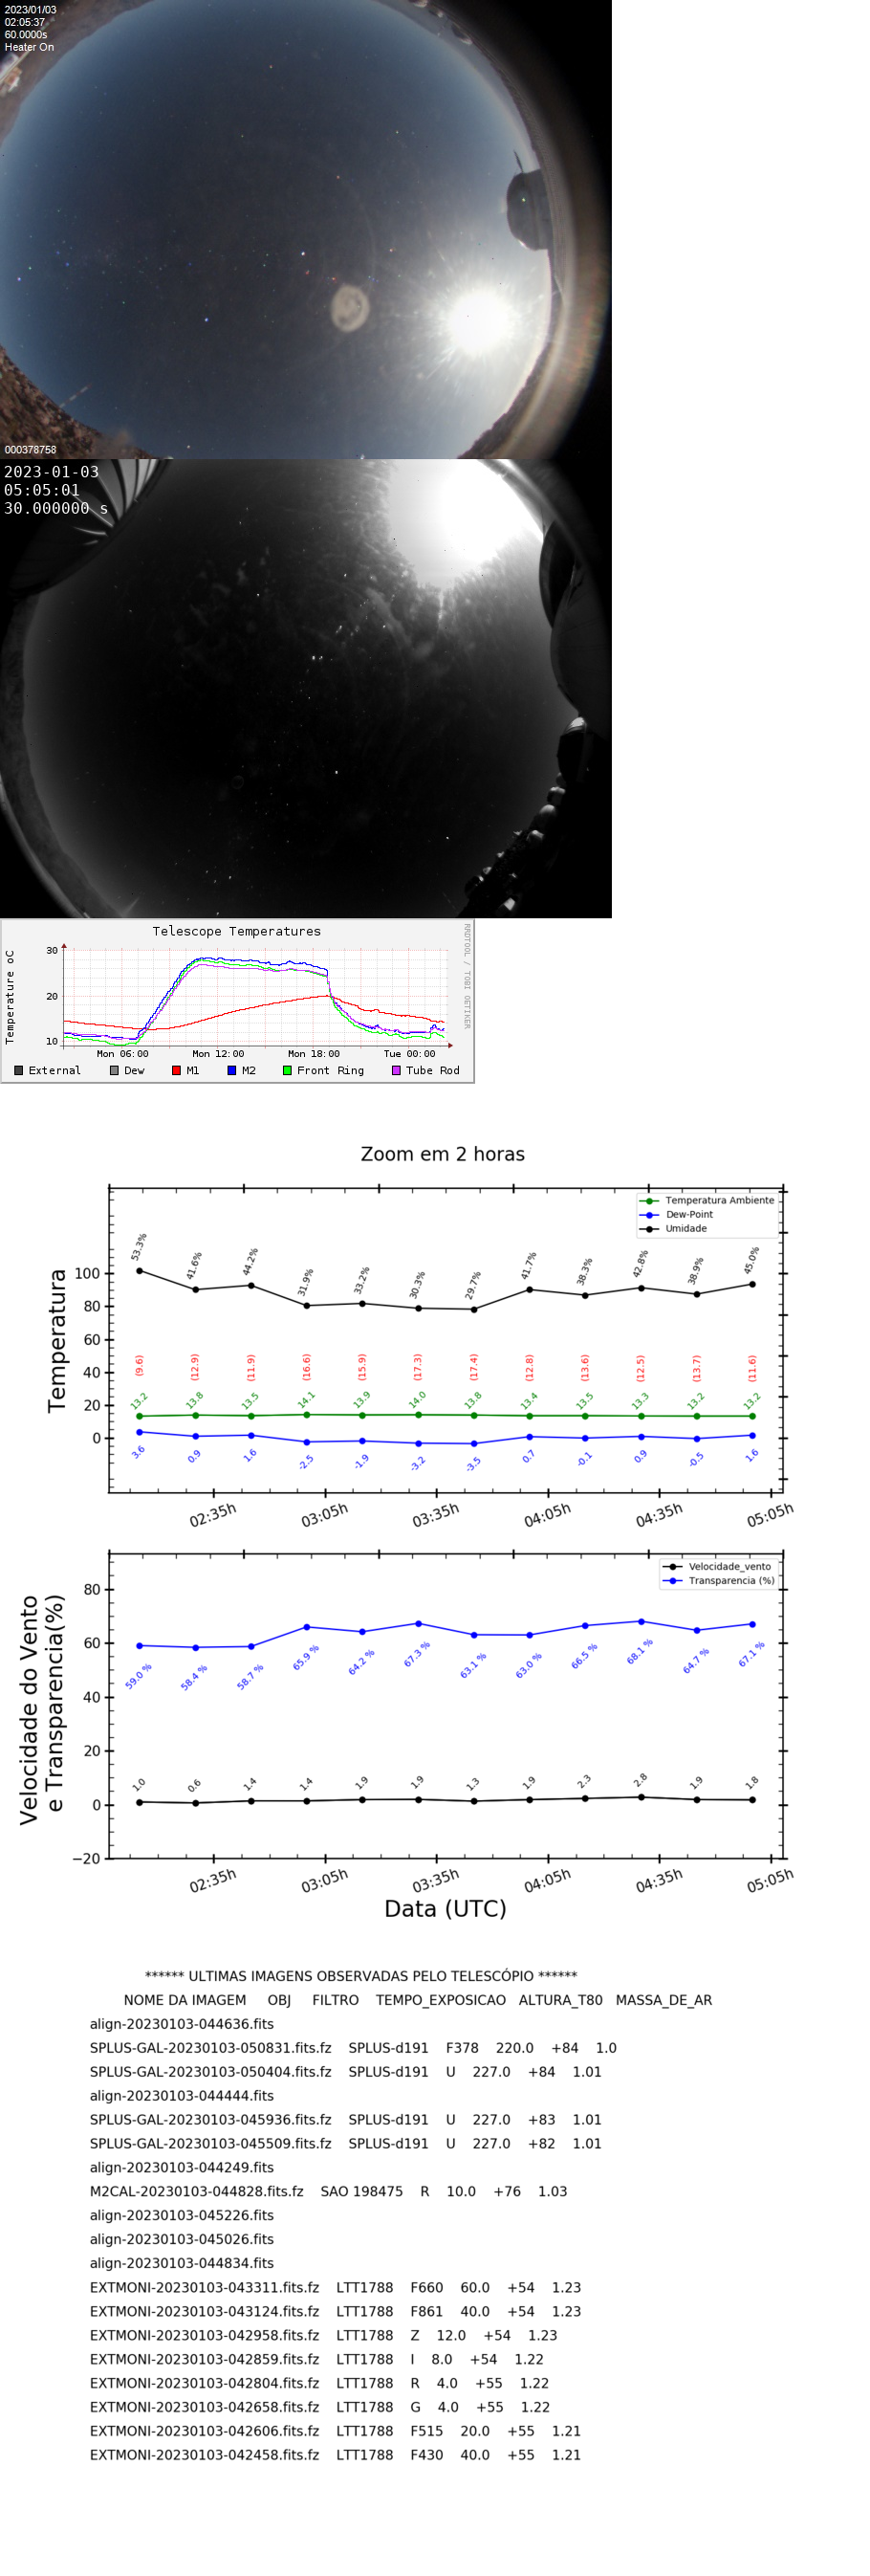 2023/01/03
02:05:37
60.0000s
Heater On
000378758
2023-01-03
05:05:01
30.000000 s
Telescope Temperatures
RRDTOOL / TOBI OETIKER
Temperature oC
30
20
10
Mon 06:00 Mon 12:00 Mon 18:00 Tue 00:00
External Dew M1 M2 Front Ring Tube Rod
Zoom em 2 horas
Temperatura Ambiente
Dew-Point
Umidade
Temperatura
100
80
60
40
20
0
53.3% 41.6% 44.2% 31.9% 33.2% 30.3% 29.7% 41.7% 38.3% 42.8% 38.9% 45.0%
(9.6) (12.9) (11.9) (16.6) (15.9) (17.3) (17.4) (12.8) (13.6) (12.5) (13.7) (11.6)
13.2 13.8 13.5 14.1 13.9 14.0 13.8 13.4 13.5 13.3 13.2 13.2
3.6 0.9 1.6 -2.5 -1.9 -3.2 -3.5 0.7 -0.1 0.9 -0.5 1.6
02:35h 03:05h 03:35h 04:05h 04:35h 05:05h
Velocidade_vento
Transparencia (%)
Velocidade do Vento
e Transparencia(%)
80
60
40
20
0
−20
59.0 % 58.4 % 58.7 % 65.9 % 64.2 % 67.3 % 63.1 % 63.0 % 66.5 % 68.1 % 64.7 % 67.1 %
1.0 0.6 1.4 1.4 1.9 1.9 1.3 1.9 2.3 2.8 1.9 1.8
02:35h 03:05h 03:35h 04:05h 04:35h 05:05h
Data (UTC)
****** ULTIMAS IMAGENS OBSERVADAS PELO TELESCÓPIO ******
NOME DA IMAGEM OBJ FILTRO TEMPO_EXPOSICAO ALTURA_T80 MASSA_DE_AR
align-20230103-044636.fits
SPLUS-GAL-20230103-050831.fits.fz SPLUS-d191 F378 220.0 +84 1.0
SPLUS-GAL-20230103-050404.fits.fz SPLUS-d191 U 227.0 +84 1.01
align-20230103-044444.fits
SPLUS-GAL-20230103-045936.fits.fz SPLUS-d191 U 227.0 +83 1.01
SPLUS-GAL-20230103-045509.fits.fz SPLUS-d191 U 227.0 +82 1.01
align-20230103-044249.fits
M2CAL-20230103-044828.fits.fz SAO 198475 R 10.0 +76 1.03
align-20230103-045226.fits
align-20230103-045026.fits
align-20230103-044834.fits
EXTMONI-20230103-043311.fits.fz LTT1788 F660 60.0 +54 1.23
EXTMONI-20230103-043124.fits.fz LTT1788 F861 40.0 +54 1.23
EXTMONI-20230103-042958.fits.fz LTT1788 Z 12.0 +54 1.23
EXTMONI-20230103-042859.fits.fz LTT1788 I 8.0 +54 1.22
EXTMONI-20230103-042804.fits.fz LTT1788 R 4.0 +55 1.22
EXTMONI-20230103-042658.fits.fz LTT1788 G 4.0 +55 1.22
EXTMONI-20230103-042606.fits.fz LTT1788 F515 20.0 +55 1.21
EXTMONI-20230103-042458.fits.fz LTT1788 F430 40.0 +55 1.21